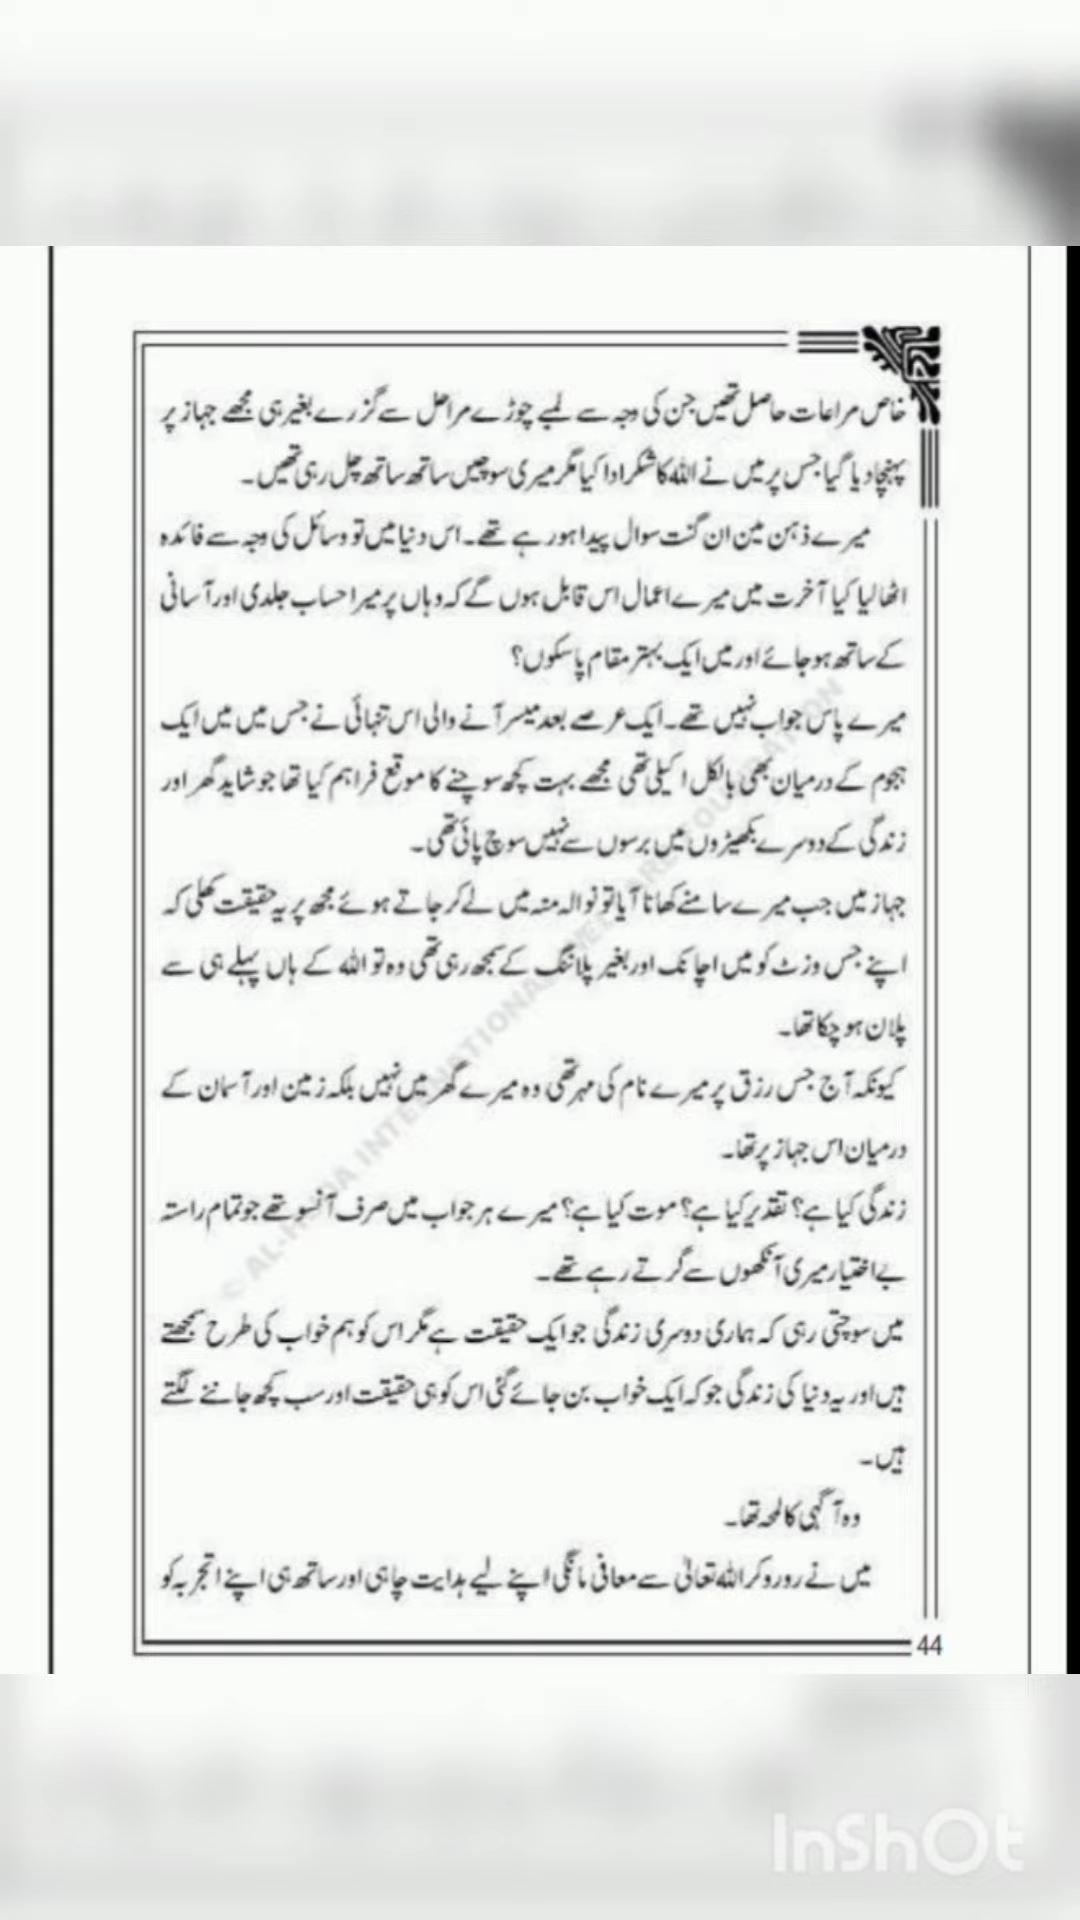 خاص مراعات حاصل تھیں جن کی وجہ سے لمبے چوڑے مراحل سے گزرے بغیر ہی مجھے جہاز پر
پہنچا دیا گیا جس پر میں نے اللہ کا شکر ادا کیا مگر میری سوچیں ساتھ ساتھ چل رہی تھیں۔
میرے ذہن مین ان گنت سوال پیدا ہو رہے تھے۔ اس دنیا میں تو وسائل کی وجہ سے فائدہ
اٹھا لیا کیا آخرت میں میرے اعمال اس قابل ہوں گے کہ وہاں پر میرا حساب جلدی اور آسانی
کے ساتھ ہو جائے اور میں ایک بہتر مقام پا سکوں؟
میرے پاس جواب نہیں تھے۔ ایک عرصے بعد میسر آنے والی اس تنہائی نے جس میں میں ایک
ہجوم کے درمیان بھی بالکل اکیلی تھی مجھے بہت کچھ سوچنے کا موقع فراہم کیا تھا جو شاید گھر اور
زندگی کے دوسرے بکھیڑوں میں برسوں سے نہیں سوچ پائی تھی۔
جہاز میں جب میرے سامنے کھانا آیا تو نوالہ منہ میں لے کر جاتے ہوئے مجھ پر یہ حقیقت کھلی کہ
اپنے جس وزٹ کو میں اچانک اور بغیر پلاننگ کے سمجھ رہی تھی وہ تو اللہ کے ہاں پہلے ہی سے
پلان ہو چکا تھا۔
کیونکہ آج جس رزق پر میرے نام کی مہر تھی وہ میرے گھر میں نہیں بلکہ زمین اور آسمان کے
درمیان اس جہاز پر تھا۔
زندگی کیا ہے؟ تقدیر کیا ہے؟ موت کیا ہے؟ میرے ہر جواب میں صرف آنسو تھے جو تمام راستہ
بے اختیار میری آنکھوں سے گرتے رہے تھے۔
میں سوچتی رہی کہ ہماری دوسری زندگی جو ایک حقیقت ہے مگر اس کو ہم خواب کی طرح سمجھتے
ہیں اور یہ دنیا کی زندگی جو کہ ایک خواب بن جائے گئی اس کو ہی حقیقت اور سب کچھ جاننے لگتے
ہیں۔
وہ آگہی کا لمحہ تھا۔
میں نے رو رو کر اللہ تعالیٰ سے معافی مانگی اپنے لیے ہدایت چاہی اور ساتھ ہی اپنے اتجربہ کو
44
© AL-HUDA INTERNATIONAL WELFARE FOUNDATION
InShOt